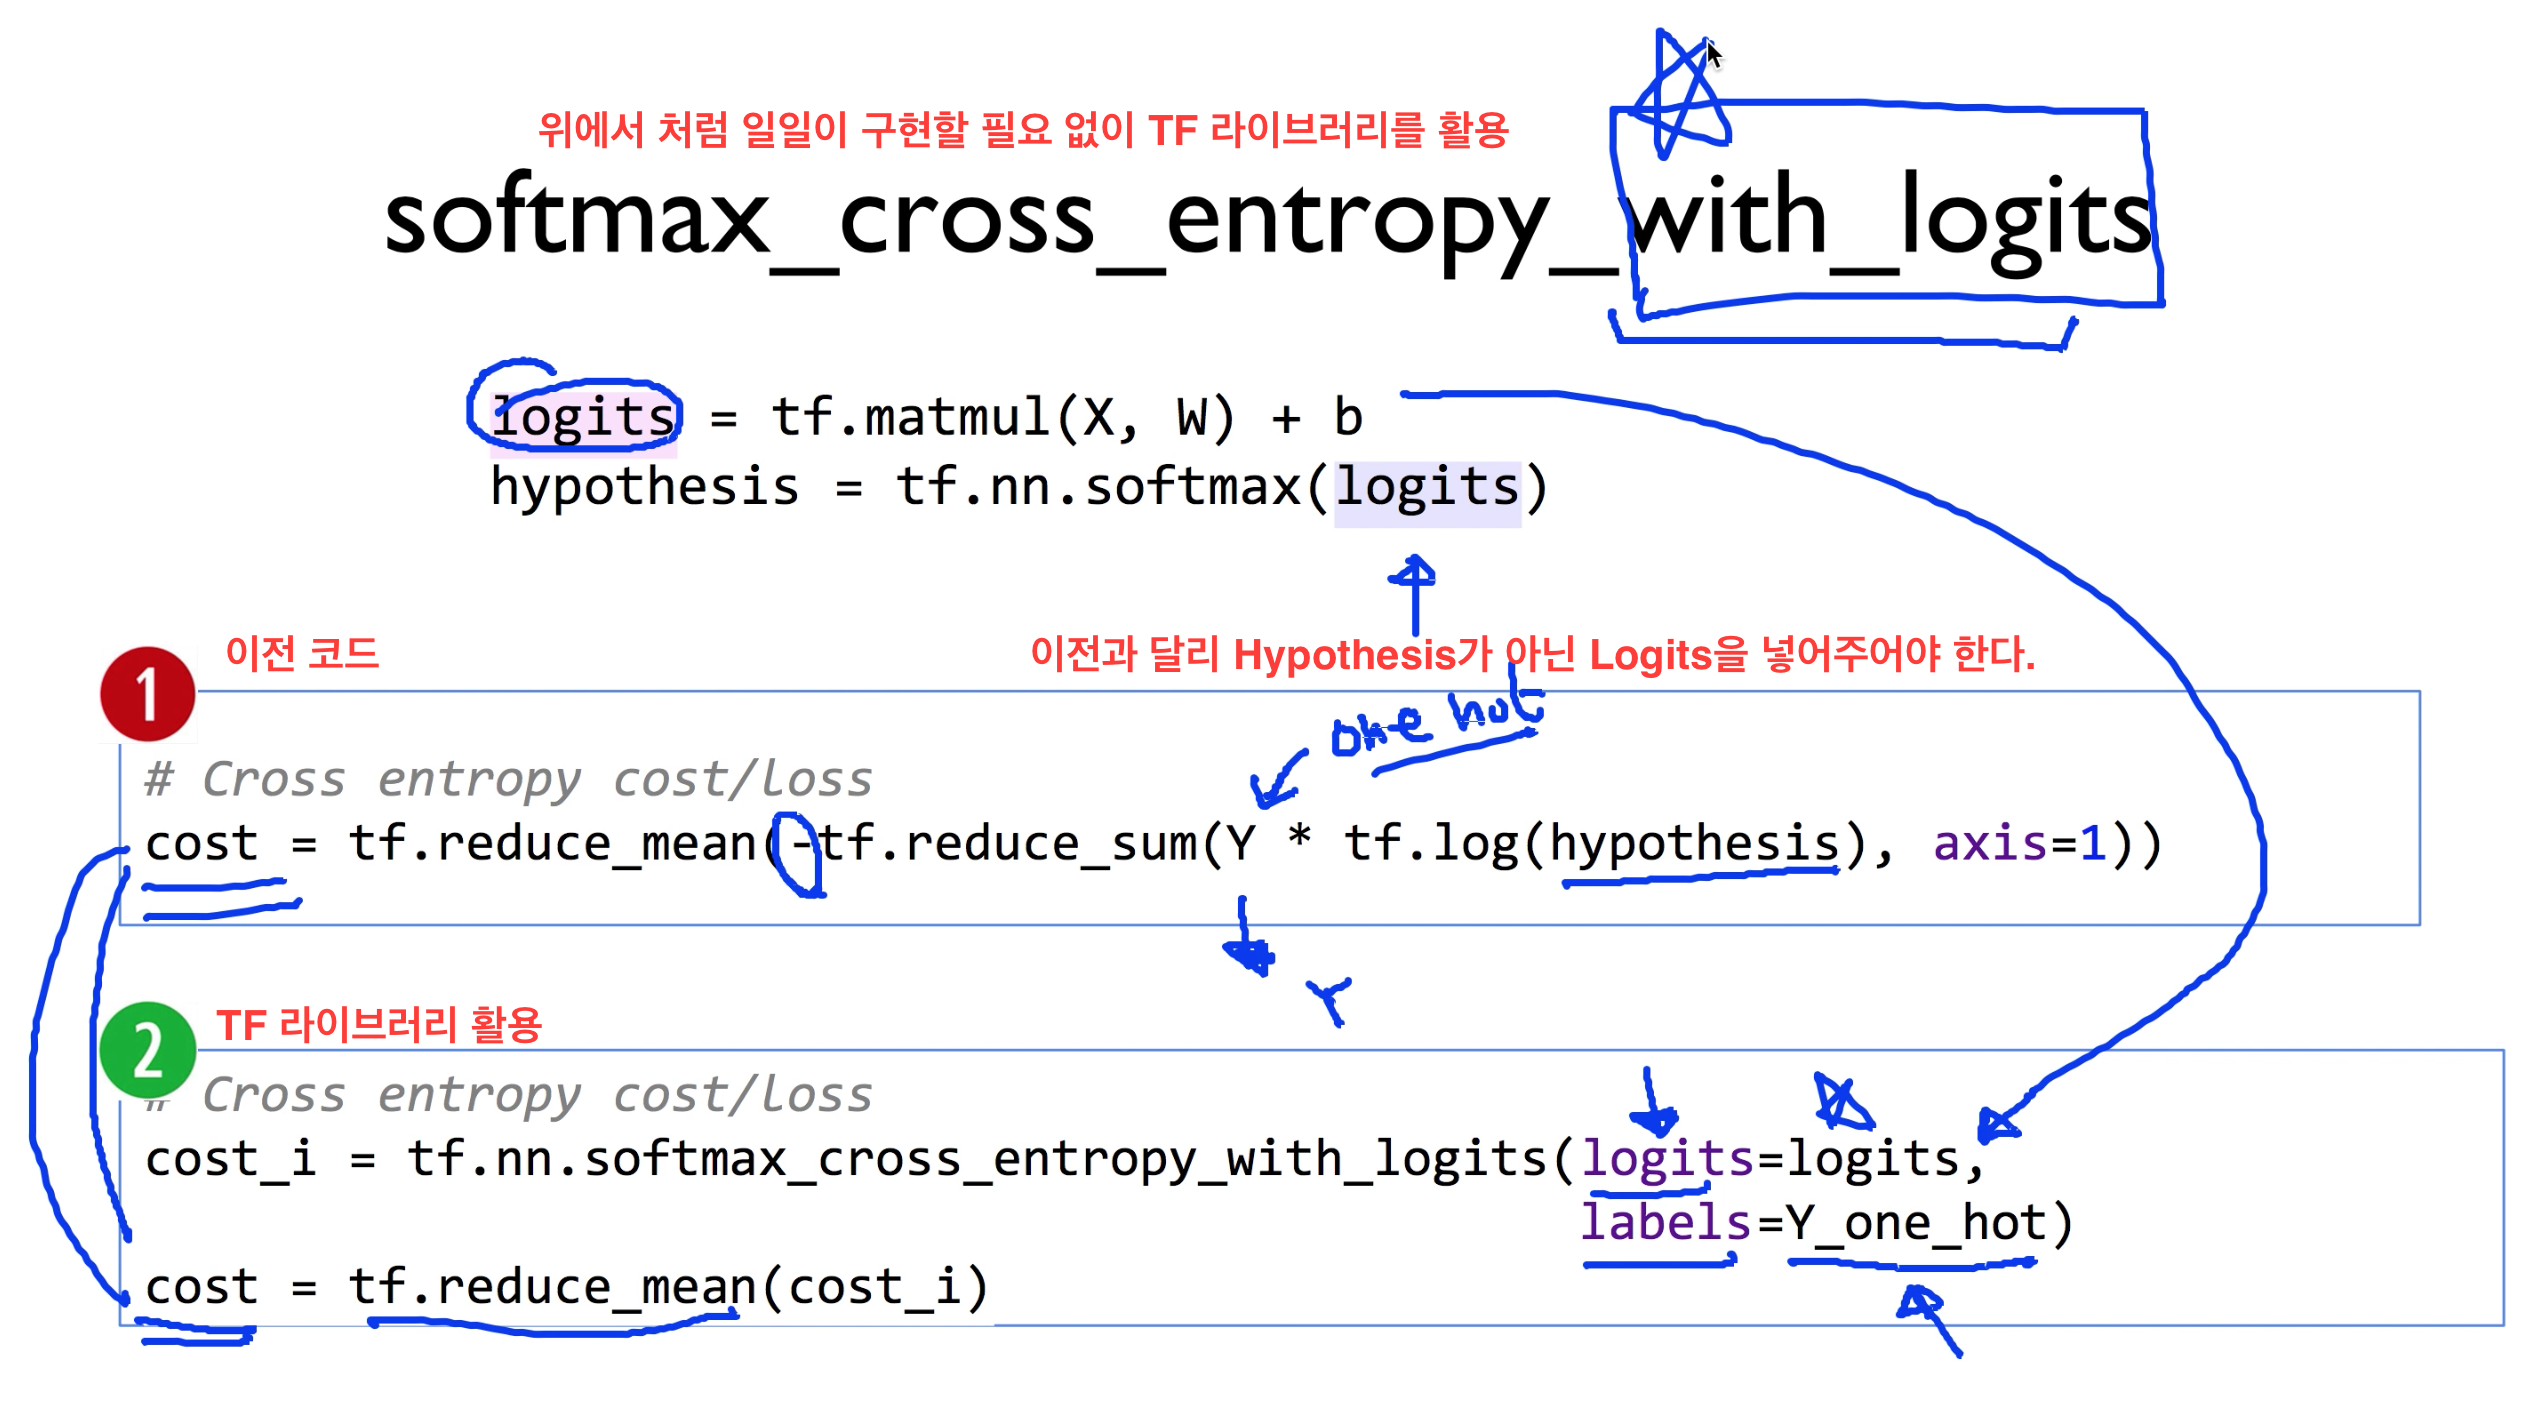 위에서 처럼 일일이 구현할 필요 없이 TF 라이브러리를 활용
softmax_cross_entropy_with_logits
logits = tf.matmul(X, W) + b
hypothesis = tf.nn.softmax(logits)
1 이전 코드
이전과 달리 Hypothesis가 아닌 Logits을 넣어주어야 한다.
one hot
# Cross entropy cost/loss
cost = tf.reduce_mean(-tf.reduce_sum(Y * tf.log(hypothesis), axis=1))
Y
2 TF 라이브러리 활용
# Cross entropy cost/loss
cost_i = tf.nn.softmax_cross_entropy_with_logits(logits=logits,
labels=Y_one_hot)
cost = tf.reduce_mean(cost_i)